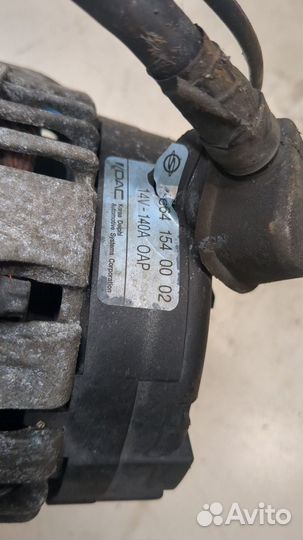 664 154 00 02
14V-140A OAP
KDAC
Korea Delphi
Automotive Systems Corporation
Avito